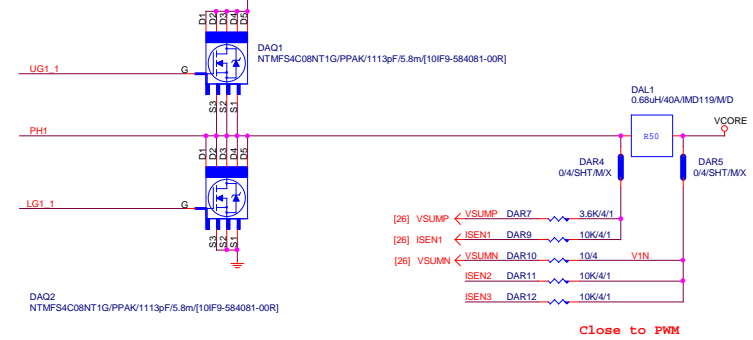 D1 D2 D3 D4 D5
DAQ1
NTMFS4C08NT1G/PPAK/1113pF/5.8m/[10IF9-584081-00R]
UG1_1
G
S3 S2 S1
DAL1
0.68uH/40A/IMD119/M/D
VCORE
PH1
R50
D1 D2 D3 D4 D5
DAR4
0/4/SHT/M/X
DAR5
0/4/SHT/M/X
LG1_1
G
[26] VSUMP VSUMP DAR7 3.6K/4/1
S3 S2 S1
[26] ISEN1 ISEN1 DAR9 10K/4/1
[26] VSUMN VSUMN DAR10 10/4 V1N
ISEN2 DAR11 10K/4/1
DAQ2
NTMFS4C08NT1G/PPAK/1113pF/5.8m/[10IF9-584081-00R]
ISEN3 DAR12 10K/4/1
Close to PWM